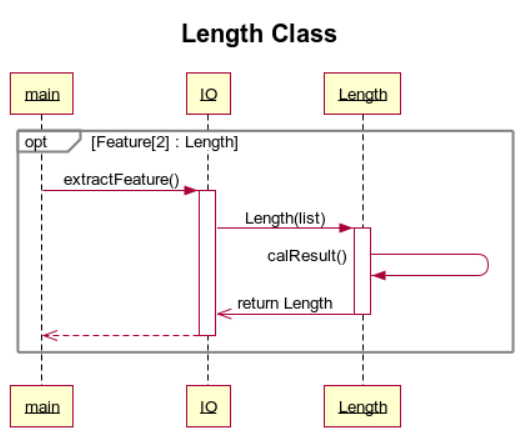 Length Class
main IO Length
opt [Feature[2] : Length]
extractFeature()
Length(list)
calResult()
return Length
main IO Length